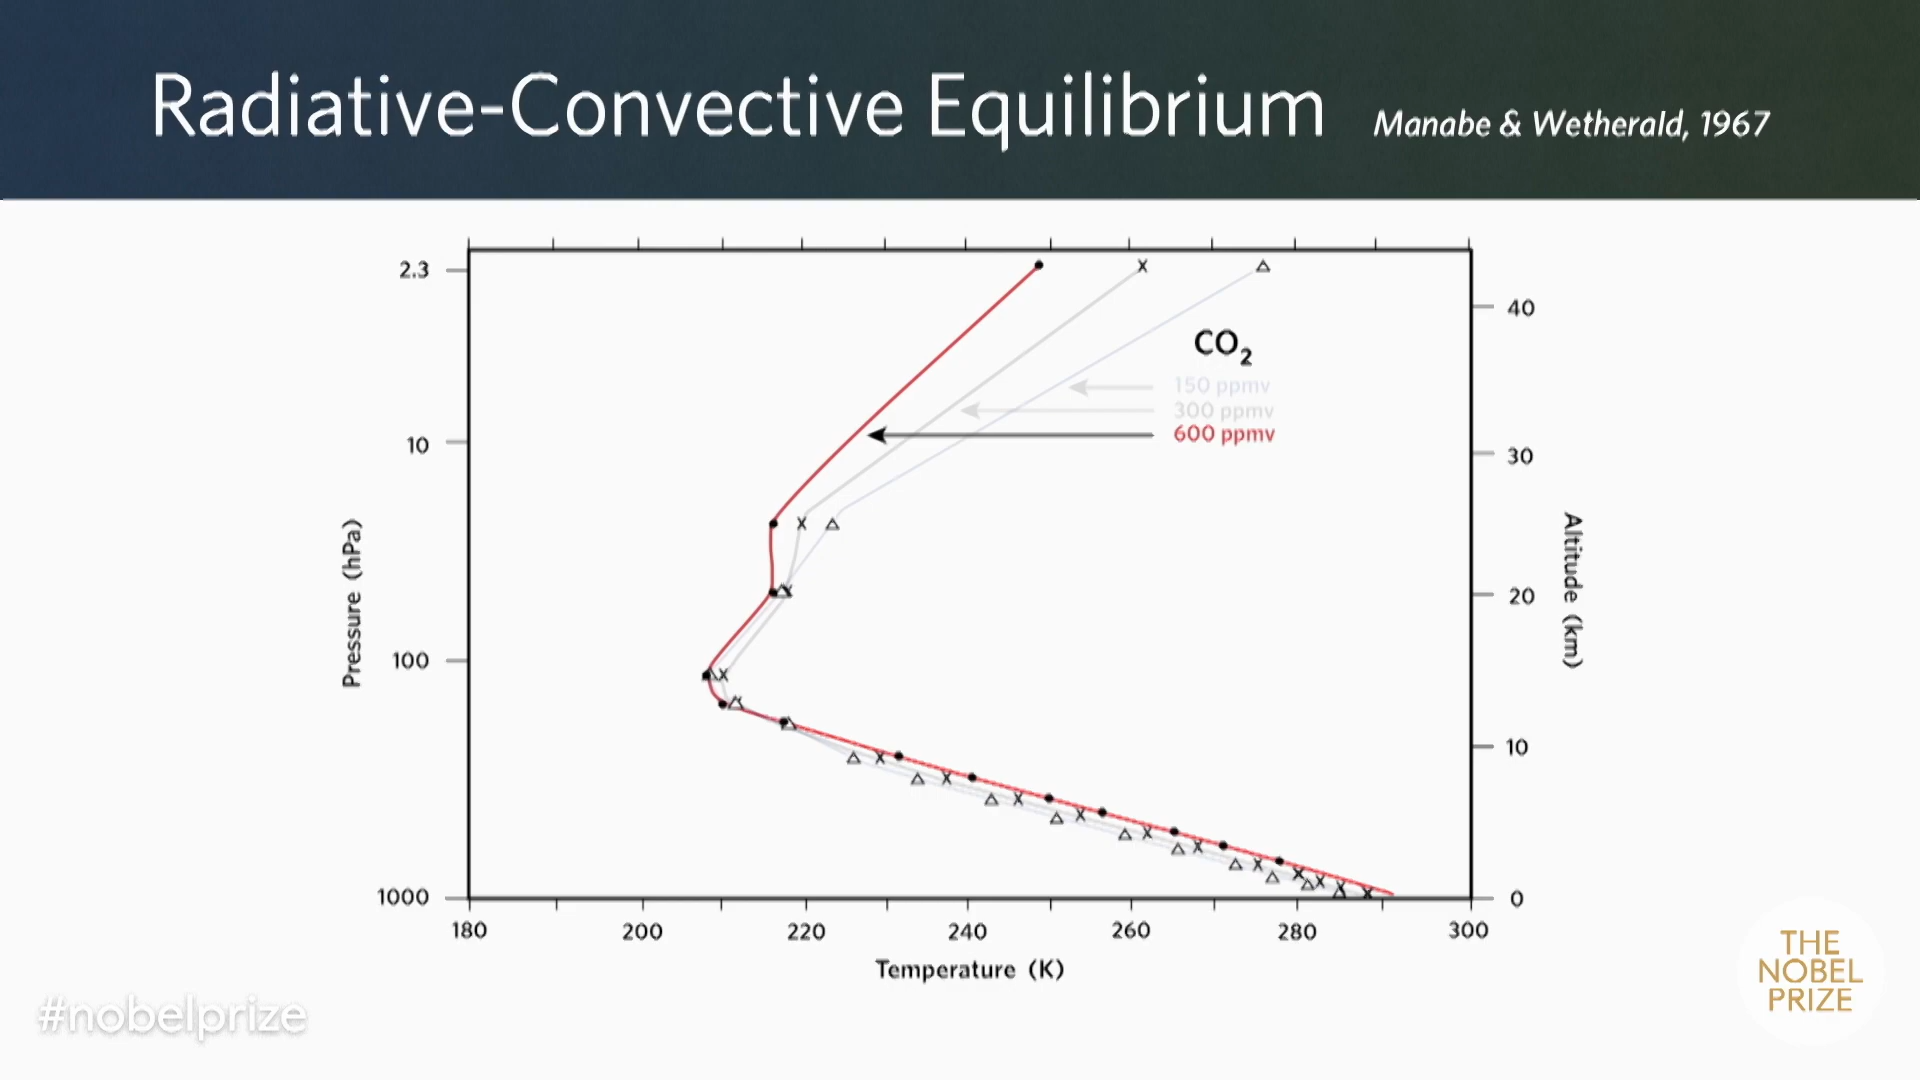 Radiative-Convective Equilibrium
Manabe & Wetherald, 1967
2.3
10
100
1000
Pressure (hPa)
CO2
150 ppmv
300 ppmv
600 ppmv
40
30
20
10
0
Altitude (km)
180 200 220 240 260 280 300
Temperature (K)
#nobelprize
THE
NOBEL
PRIZE